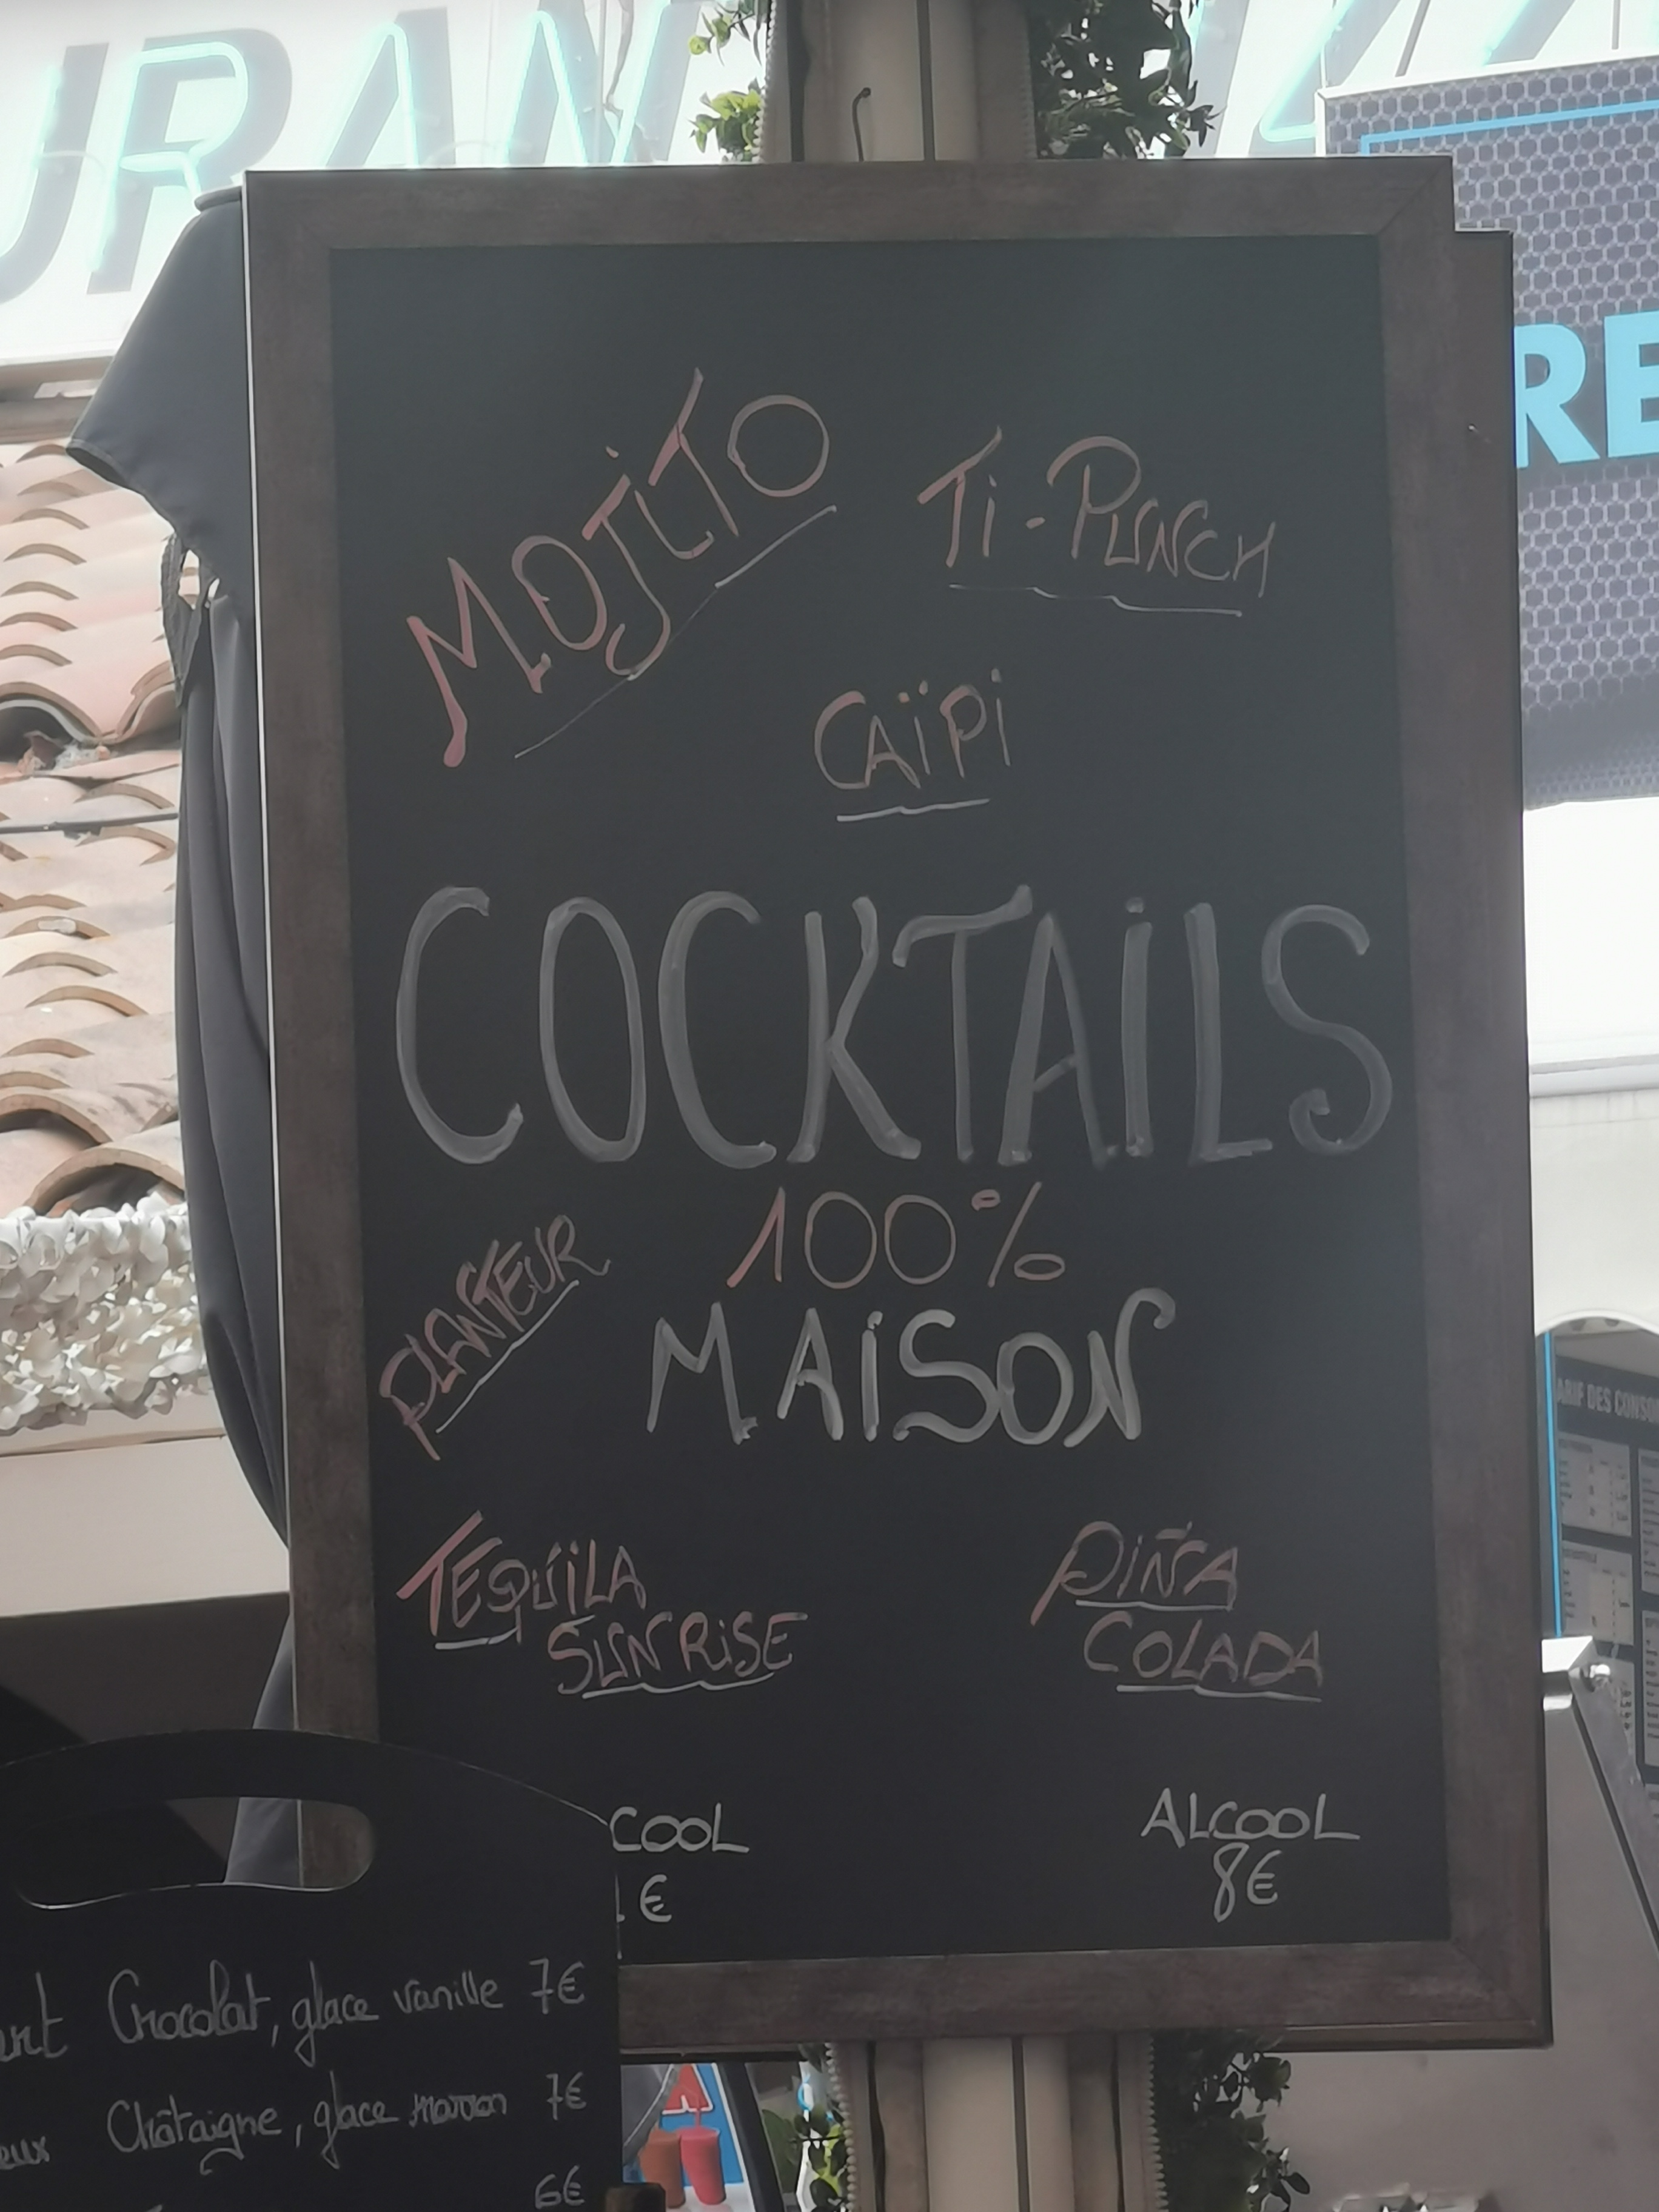 MOJITO
Ti-PUNCH
CAÏPI
COCKTAILS
100%
MAISON
PLANTEUR
TEQUILA
SUNRISE
PIÑA
COLADA
COOL
€
ALCOOL
8€
Chocolat, glace vanille 7€
Châtaigne, glace marron 7€
6€
RE